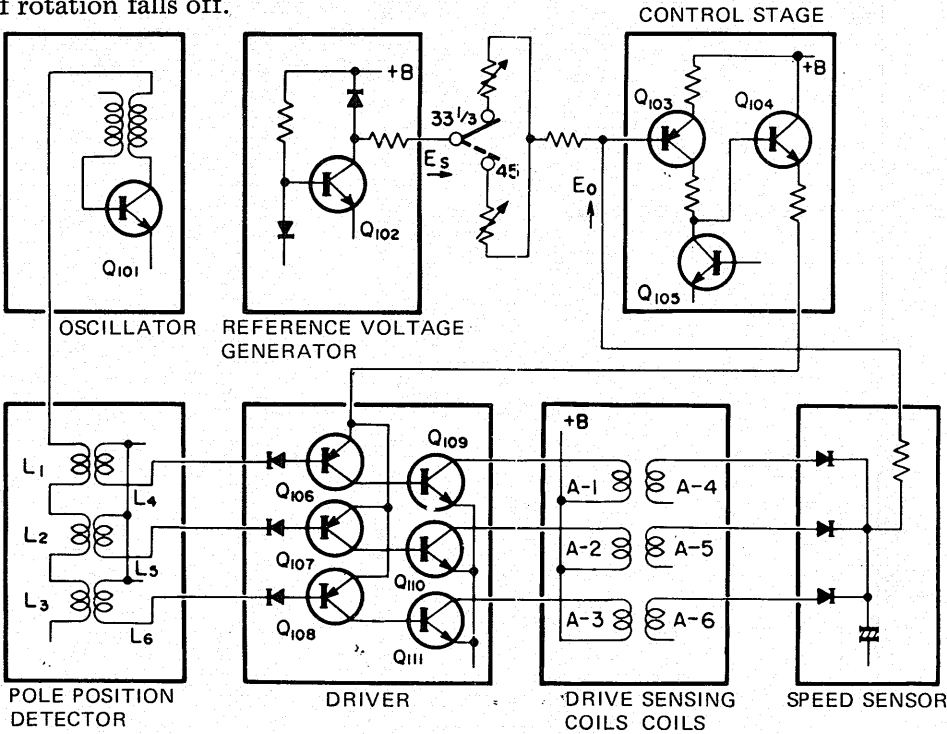 f rotation falls off.
CONTROL STAGE
+B
+B
Q103
Q104
33 1/3
Es
45
Eo
Q102
Q101
Q105
OSCILLATOR
REFERENCE VOLTAGE
GENERATOR
+B
Q109
L1
A-1
A-4
Q106
L4
L2
A-2
A-5
Q107
L5
Q110
L3
A-3
A-6
Q108
L6
Q111
POLE POSITION
DETECTOR
DRIVER
DRIVE SENSING
COILS COILS
SPEED SENSOR